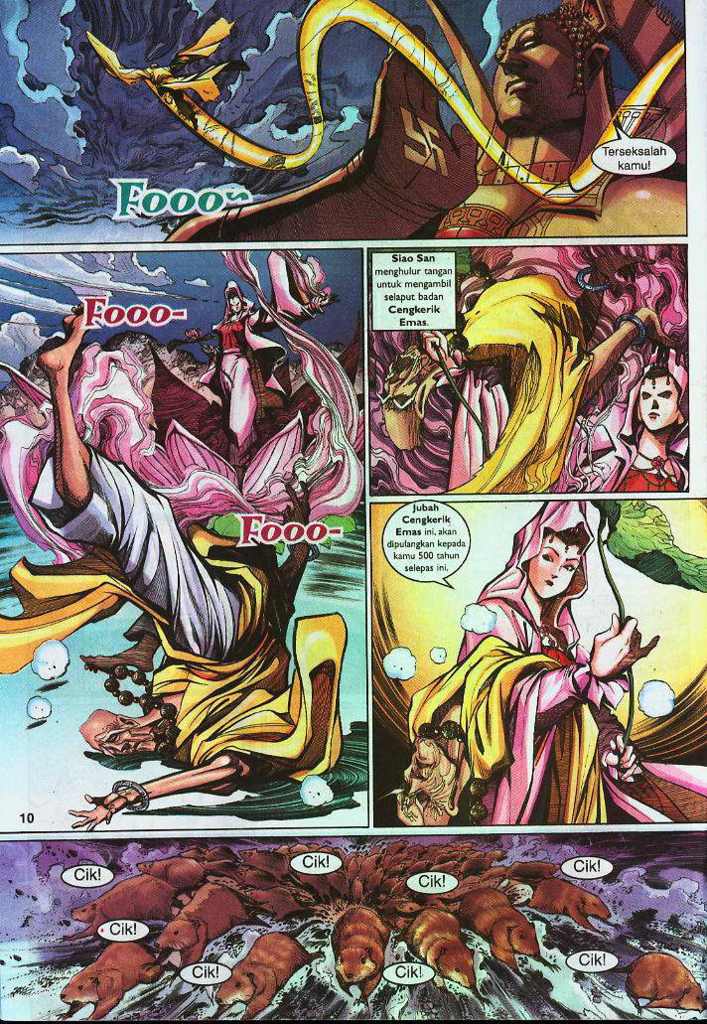 Terseksalah
kamu!
Fooo~
Fooo-
Fooo-
Siao San
menghulur tangan
untuk mengambil
selaput badan
Cengkerik
Emas.
Jubah
Cengkerik
Emas ini, akan
dipulangkan kepada
kamu 500 tahun
selepas ini.
10
Cik!
Cik!
Cik!
Cik!
Cik!
Cik!
Cik!
Cik!